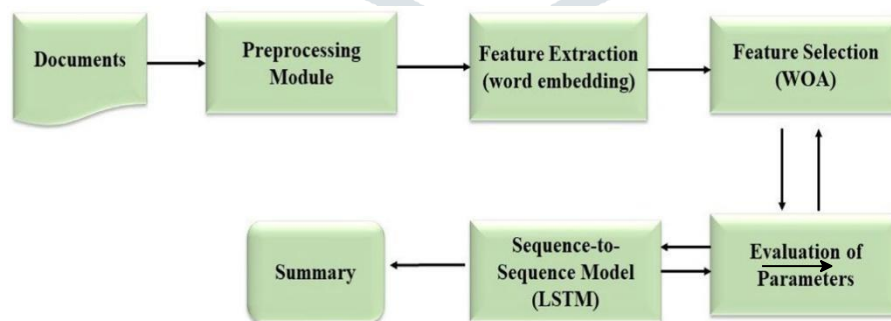 Documents
Preprocessing
Module
Feature Extraction
(word embedding)
Feature Selection
(WOA)
Summary
Sequence-to-
Sequence Model
(LSTM)
Evaluation of
Parameters